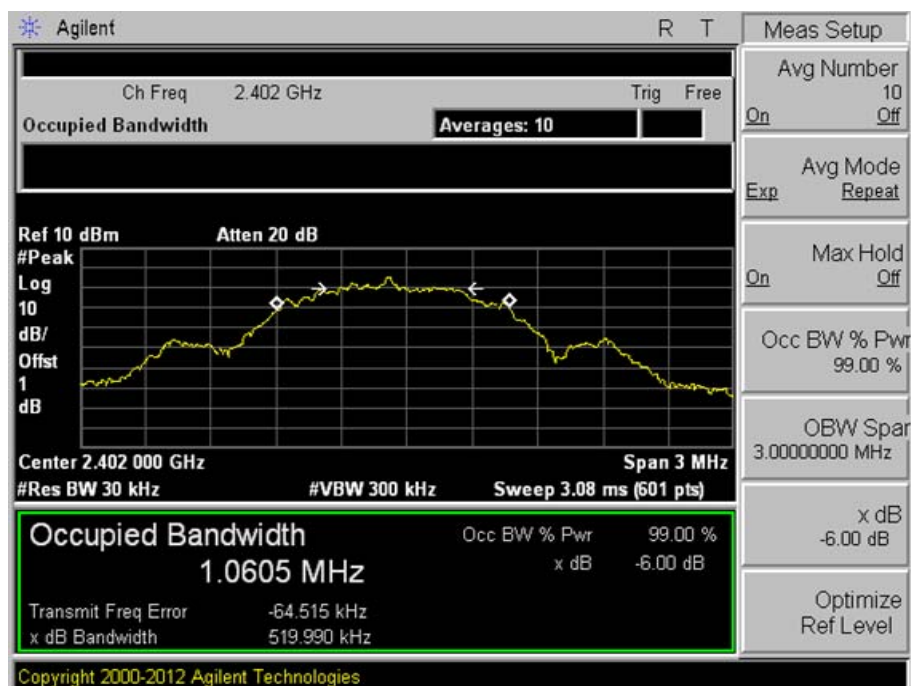 Agilent R T
Meas Setup
Ch Freq 2.402 GHz Trig Free
Occupied Bandwidth Averages: 10
Ref 10 dBm Atten 20 dB
#Peak
Log
10
dB/
Offst
1
dB
Center 2.402 000 GHz Span 3 MHz
#Res BW 30 kHz #VBW 300 kHz Sweep 3.08 ms (601 pts)
Occupied Bandwidth
1.0605 MHz
Occ BW % Pwr 99.00 %
x dB -6.00 dB
Transmit Freq Error -64.515 kHz
x dB Bandwidth 519.990 kHz
Copyright 2000-2012 Agilent Technologies
Avg Number
10
On Off
Avg Mode
Exp Repeat
Max Hold
On Off
Occ BW % Pwr
99.00 %
OBW Span
3.00000000 MHz
x dB
-6.00 dB
Optimize
Ref Level